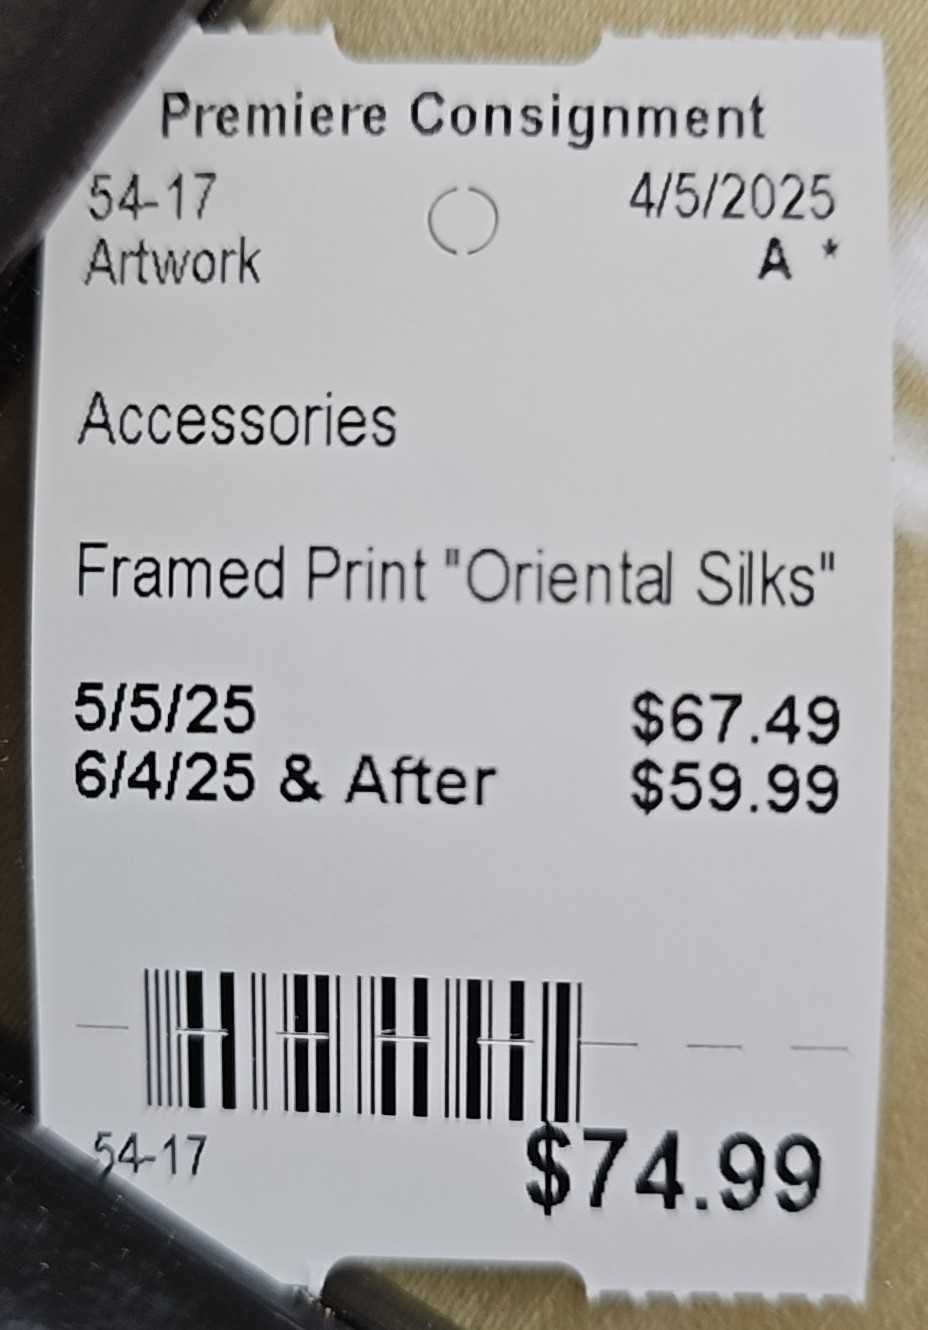 Premiere Consignment
54-17 4/5/2025
Artwork A *
Accessories
Framed Print "Oriental Silks"
5/5/25 $67.49
6/4/25 & After $59.99
54-17 $74.99